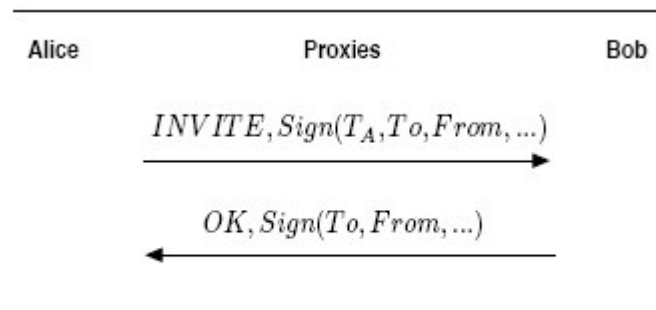 Alice Proxies Bob
INVITE, Sign(T_A, To, From, ...)
OK, Sign(To, From, ...)